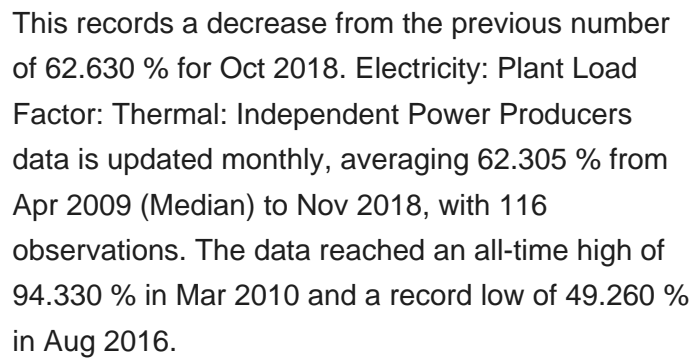 This records a decrease from the previous number
of 62.630 % for Oct 2018. Electricity: Plant Load
Factor: Thermal: Independent Power Producers
data is updated monthly, averaging 62.305 % from
Apr 2009 (Median) to Nov 2018, with 116
observations. The data reached an all-time high of
94.330 % in Mar 2010 and a record low of 49.260 %
in Aug 2016.